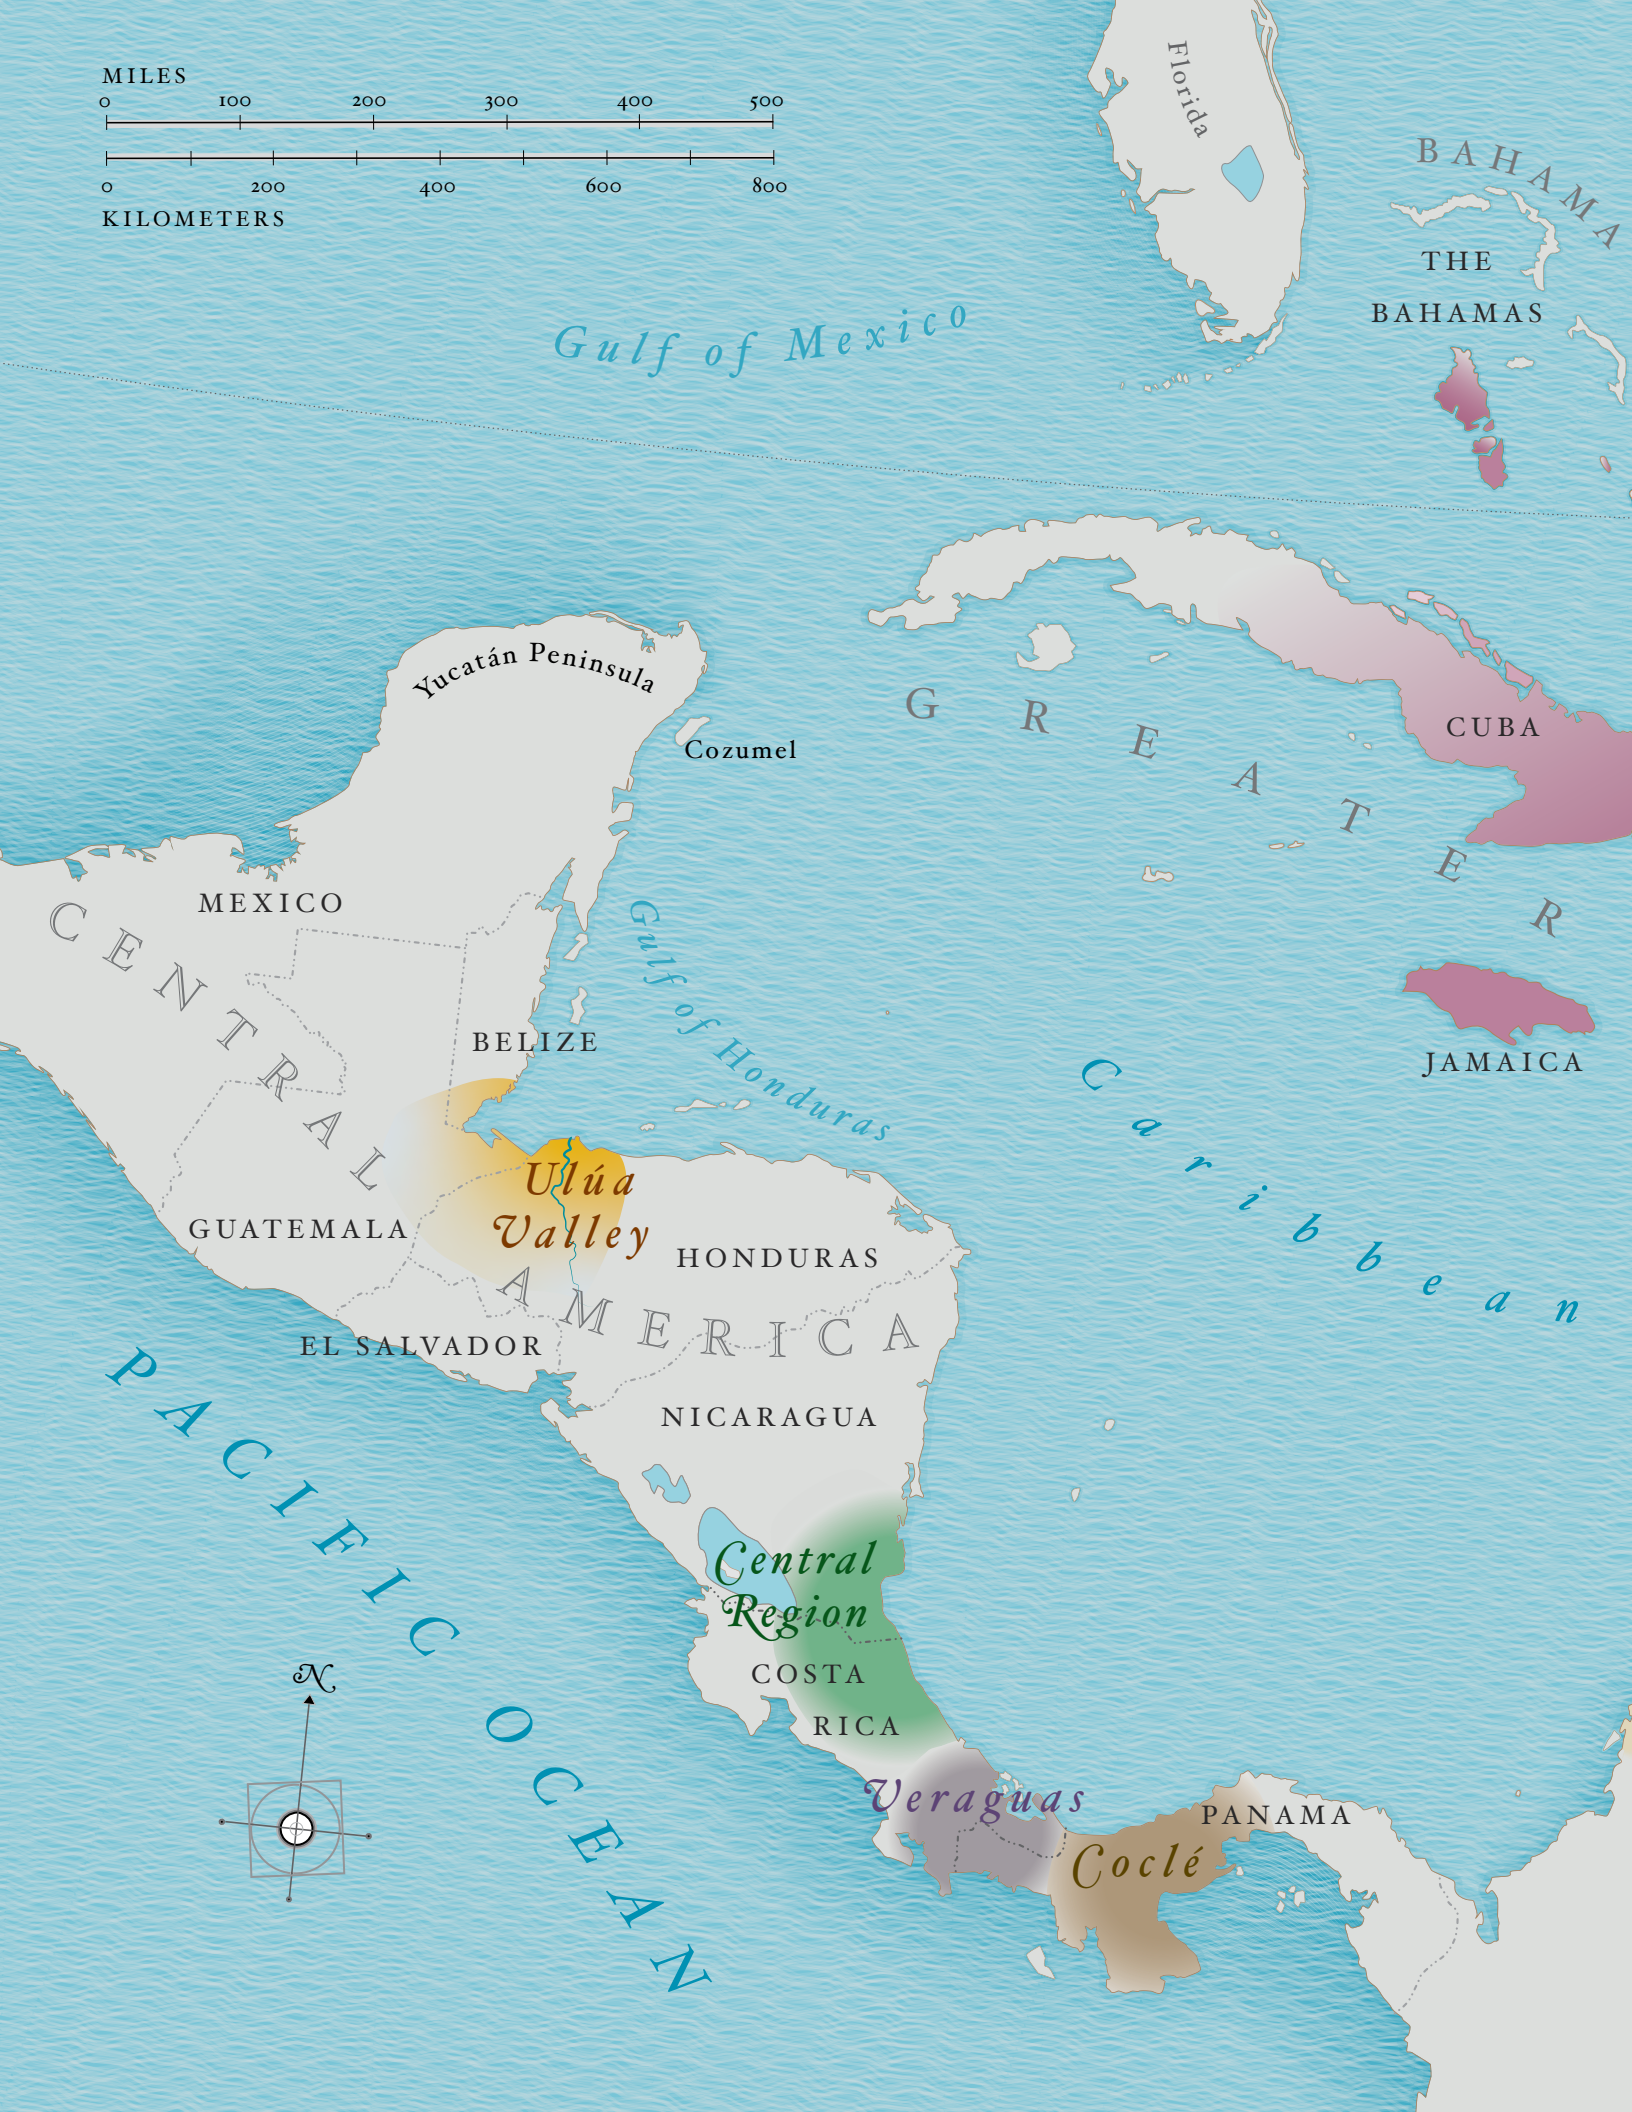 MILES
0 100 200 300 400 500
0 200 400 600 800
KILOMETERS
Florida
BAHAMA
THE
BAHAMAS
Gulf of Mexico
Yucatán Peninsula
Cozumel
GREATER
CUBA
MEXICO
CENTRAL
Gulf of Honduras
BELIZE
JAMAICA
Caribbean
Ulúa
Valley
GUATEMALA
HONDURAS
AMERICA
EL SALVADOR
PACIFIC OCEAN
NICARAGUA
Central
Region
COSTA
RICA
N
Veraguas
PANAMA
Coclé